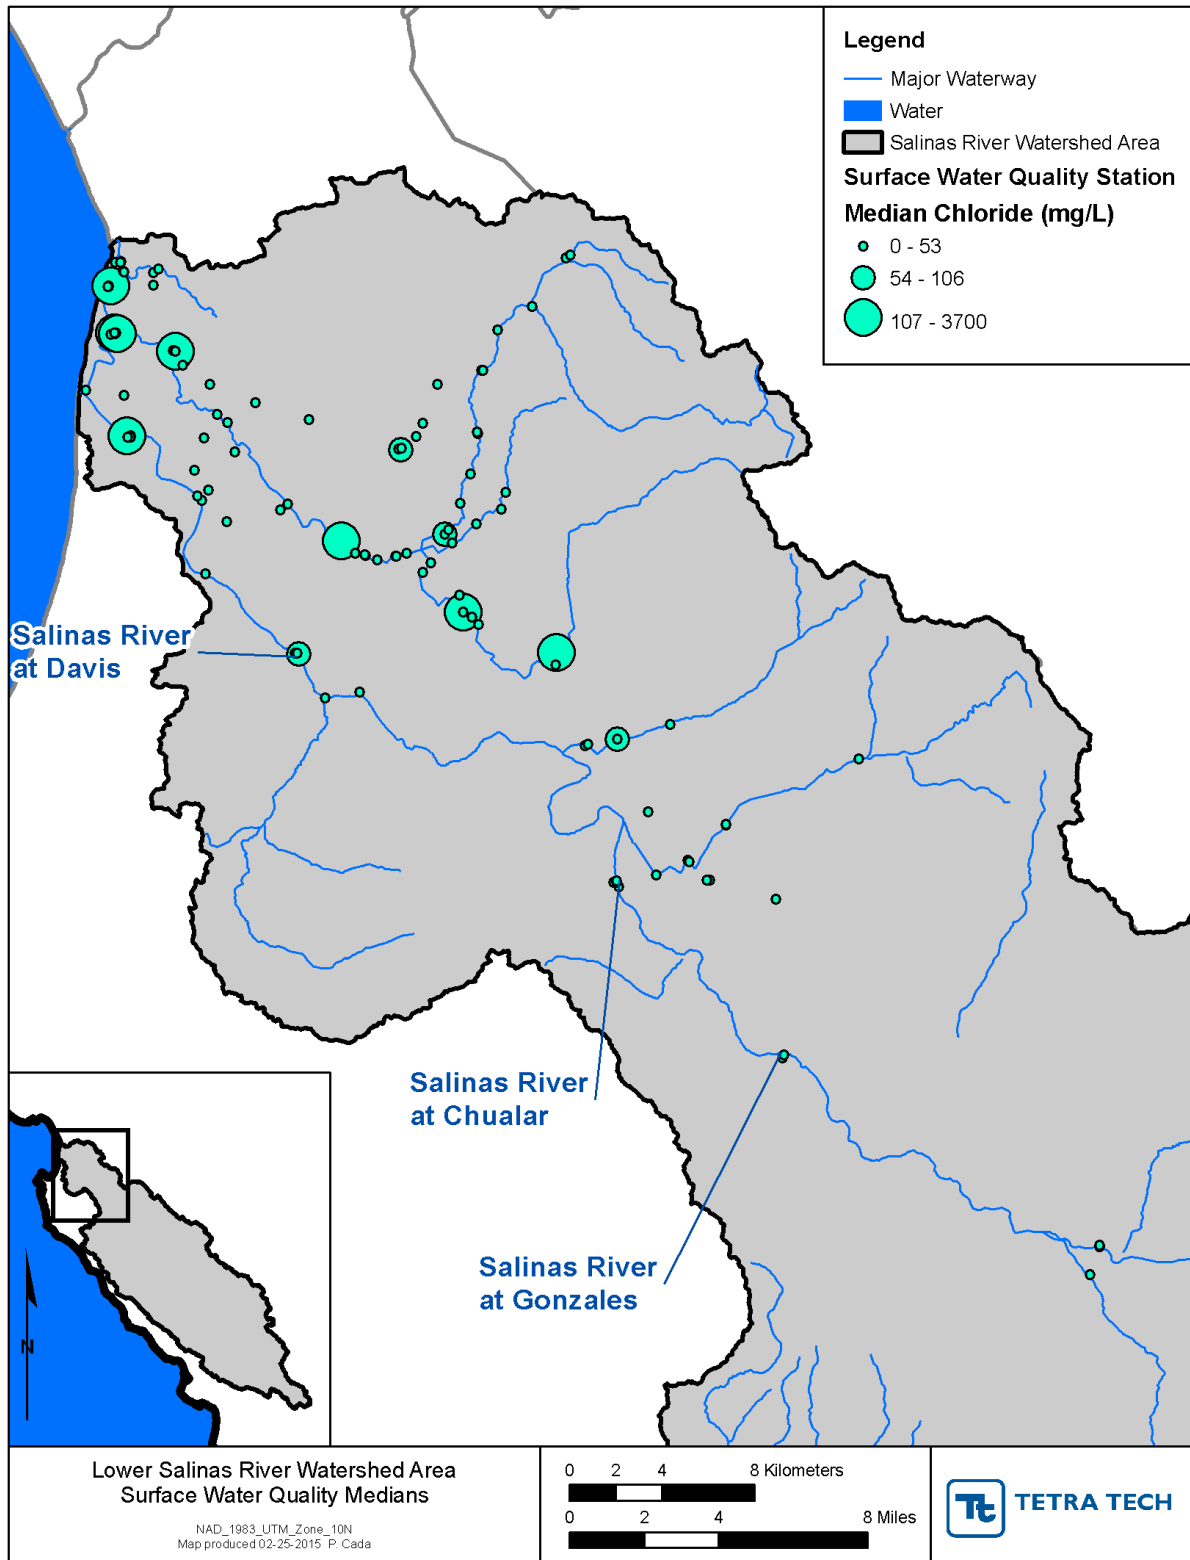 Legend
Major Waterway
Water
Salinas River Watershed Area
Surface Water Quality Station
Median Chloride (mg/L)
0 - 53
54 - 106
107 - 3700
Salinas River
at Davis
Salinas River
at Chualar
Salinas River
at Gonzales
N
Lower Salinas River Watershed Area
Surface Water Quality Medians
NAD_1983_UTM_Zone_10N
Map produced 02-25-2015 P. Cada
0 2 4 8 Kilometers
0 2 4 8 Miles
Tt TETRA TECH